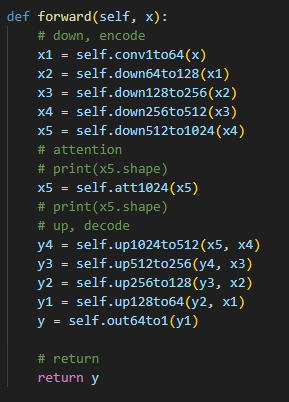 def forward(self, x):
    # down, encode
    x1 = self.conv1to64(x)
    x2 = self.down64to128(x1)
    x3 = self.down128to256(x2)
    x4 = self.down256to512(x3)
    x5 = self.down512to1024(x4)
    # attention
    # print(x5.shape)
    x5 = self.att1024(x5)
    # print(x5.shape)
    # up, decode
    y4 = self.up1024to512(x5, x4)
    y3 = self.up512to256(y4, x3)
    y2 = self.up256to128(y3, x2)
    y1 = self.up128to64(y2, x1)
    y = self.out64to1(y1)

    # return
    return y